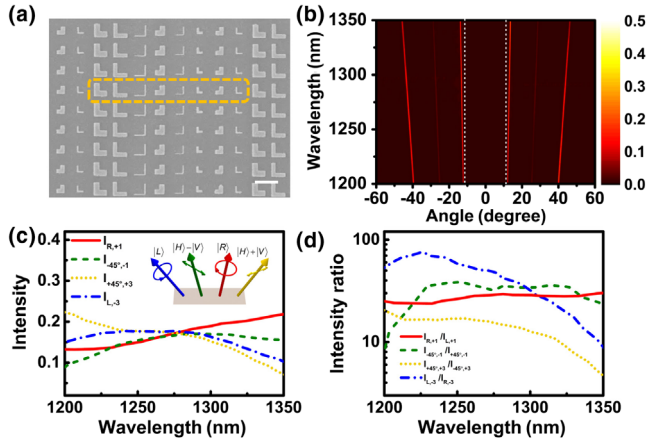 (a)
(b)
Wavelength (nm)
1350
1300
1250
1200
-60 -40 -20 0 20 40 60
Angle (degree)
0.5
0.4
0.3
0.2
0.1
0.0
(c)
Intensity
0.4
0.3
0.2
0.1
I_R,+1
I_-45°,-1
I_+45°,+3
I_L,-3
|L⟩ |H⟩−|V⟩ |R⟩ |H⟩+|V⟩
1200 1250 1300 1350
Wavelength (nm)
(d)
Intensity ratio
100
10
I_R,+1/I_L,+1
I_-45°,-1/I_+45°,-1
I_+45°,+3/I_-45°,+3
I_L,-3/I_R,-3
1200 1250 1300 1350
Wavelength (nm)